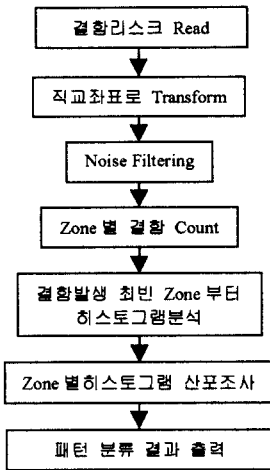 결함리스크 Read
직교좌표로 Transform
Noise Filtering
Zone 별 결함 Count
결함발생 최빈 Zone 부터
히스토그램분석
Zone 별히스토그램 산포조사
패턴 분류 결과 출력